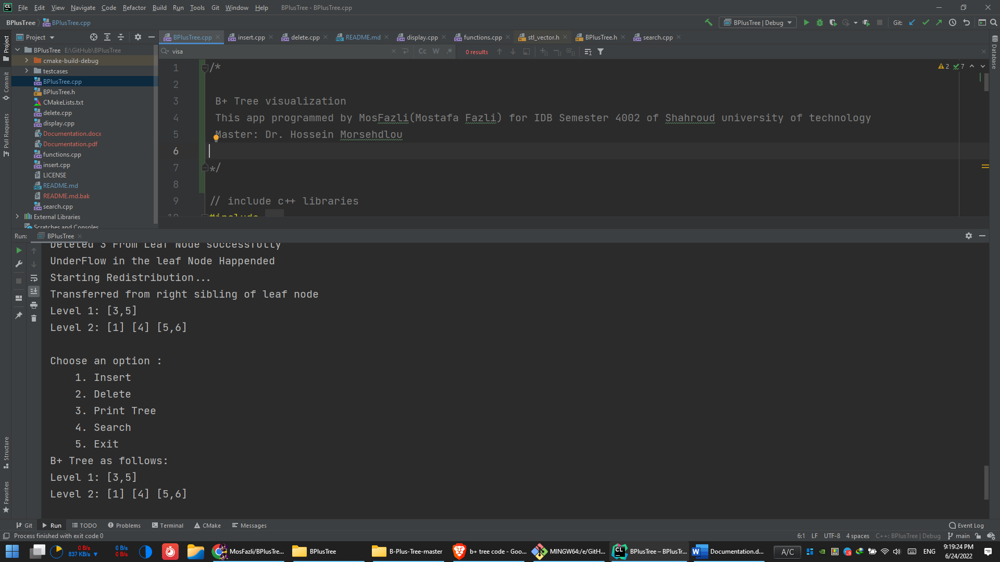 File Edit View Navigate Code Refactor Build Run Tools Git Window Help BPlusTree - BPlusTree.cpp
BPlusTree BPlusTree.cpp
BPlusTree | Debug Git:
Project
BPlusTree.cpp insert.cpp delete.cpp README.md display.cpp functions.cpp stl_vector.h BPlusTree.h search.cpp
visa Cc W .* 0 results
BPlusTree E:\GitHub\BPlusTree
cmake-build-debug
testcases
BPlusTree.cpp
BPlusTree.h
CMakeLists.txt
delete.cpp
display.cpp
Documentation.docx
Documentation.pdf
functions.cpp
insert.cpp
LICENSE
README.md
README.md.bak
search.cpp
External Libraries
Scratches and Consoles
Project
Commit
Pull Requests
Structure
Favorites
Database
2 7
1 /*
2
3 B+ Tree visualization
4 This app programmed by MosFazli(Mostafa Fazli) for IDB Semester 4002 of Shahroud university of technology
5 Master: Dr. Hossein Morsehdlou
6
7 */
8
9 // include c++ libraries
10 #include ...
Run: BPlusTree
Deleted 3 From Leaf Node successfully
UnderFlow in the leaf Node Happended
Starting Redistribution...
Transferred from right sibling of leaf node
Level 1: [3,5]
Level 2: [1] [4] [5,6]
Choose an option :
1. Insert
2. Delete
3. Print Tree
4. Search
5. Exit
B+ Tree as follows:
Level 1: [3,5]
Level 2: [1] [4] [5,6]
Git Run TODO Problems Terminal CMake Messages Event Log
Process finished with exit code 0 6:1 LF UTF-8 4 spaces C++: BPlusTree | Debug main
0 B/s
837 KB/s
0 B/s
0 B/s
MosFazli/BPlusTre... BPlusTree B-Plus-Tree-master b+ tree code - Goo... MINGW64:/e/GitH... BPlusTree – BPlusTr... Documentation.d... A/C ENG
9:19:24 PM
6/24/2022